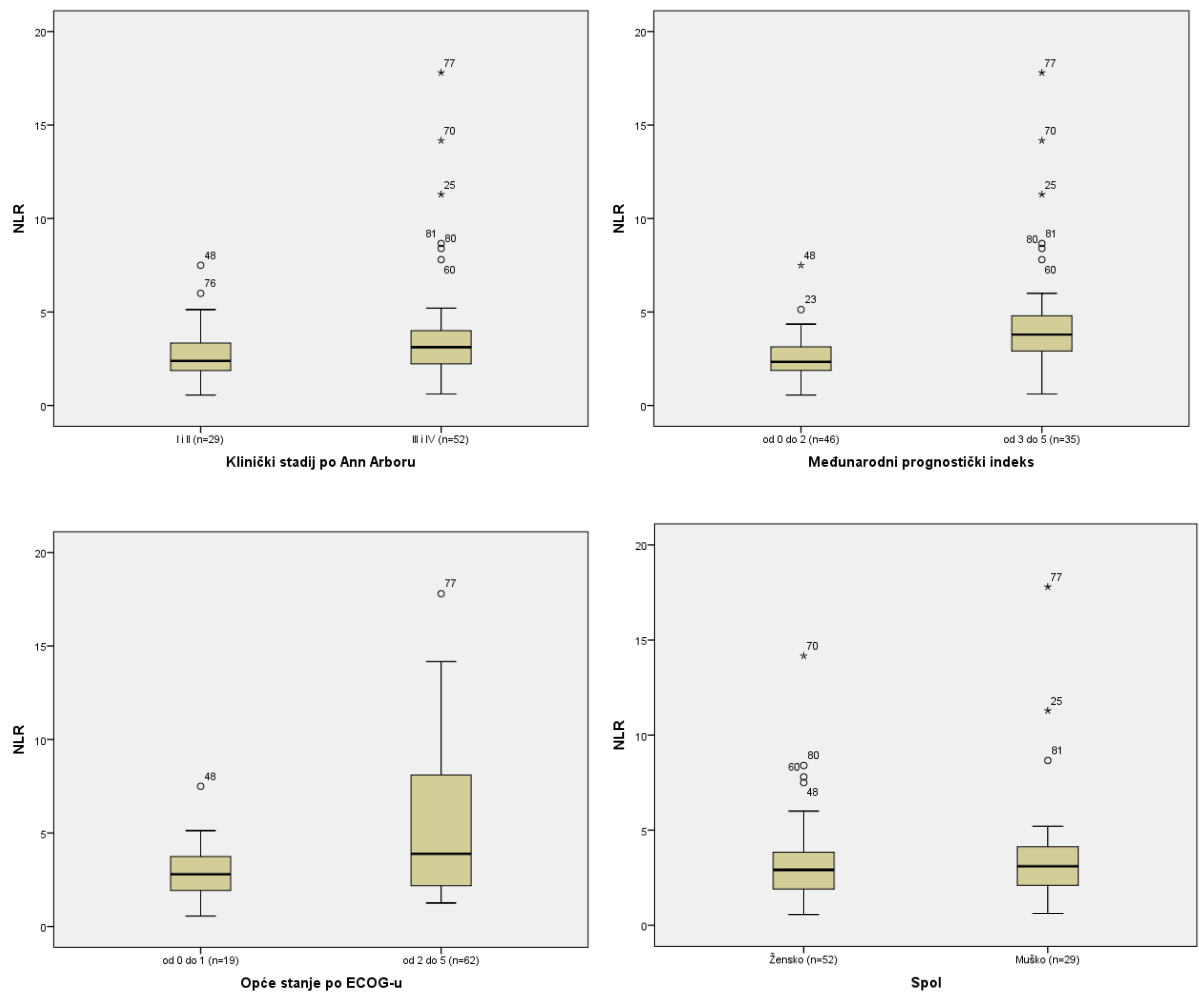 20
15
10
5
0
NLR
77
70
25
81
80
60
48
76
I i II (n=29)
III i IV (n=52)
Klinički stadij po Ann Arboru
20
15
10
5
0
NLR
77
70
25
80
81
60
48
23
od 0 do 2 (n=46)
od 3 do 5 (n=35)
Međunarodni prognostički indeks
20
15
10
5
0
NLR
77
48
od 0 do 1 (n=19)
od 2 do 5 (n=62)
Opće stanje po ECOG-u
20
15
10
5
0
NLR
77
70
25
81
80
60
48
Žensko (n=52)
Muško (n=29)
Spol